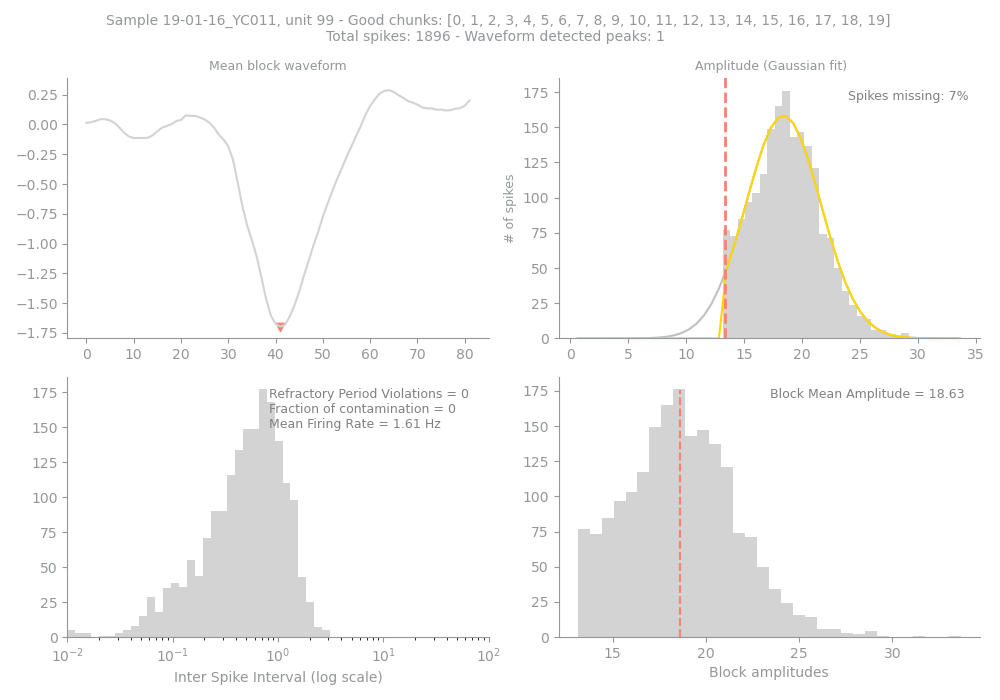 Sample 19-01-16_YC011, unit 99 - Good chunks: [0, 1, 2, 3, 4, 5, 6, 7, 8, 9, 10, 11, 12, 13, 14, 15, 16, 17, 18, 19]
Total spikes: 1896 - Waveform detected peaks: 1
Mean block waveform
0.25
0.00
−0.25
−0.50
−0.75
−1.00
−1.25
−1.50
−1.75
0 10 20 30 40 50 60 70 80
Amplitude (Gaussian fit)
Spikes missing: 7%
# of spikes
175
150
125
100
75
50
25
0
0 5 10 15 20 25 30 35
Refractory Period Violations = 0
Fraction of contamination = 0
Mean Firing Rate = 1.61 Hz
175
150
125
100
75
50
25
0
10⁻² 10⁻¹ 10⁰ 10¹ 10²
Inter Spike Interval (log scale)
Block Mean Amplitude = 18.63
175
150
125
100
75
50
25
0
15 20 25 30
Block amplitudes